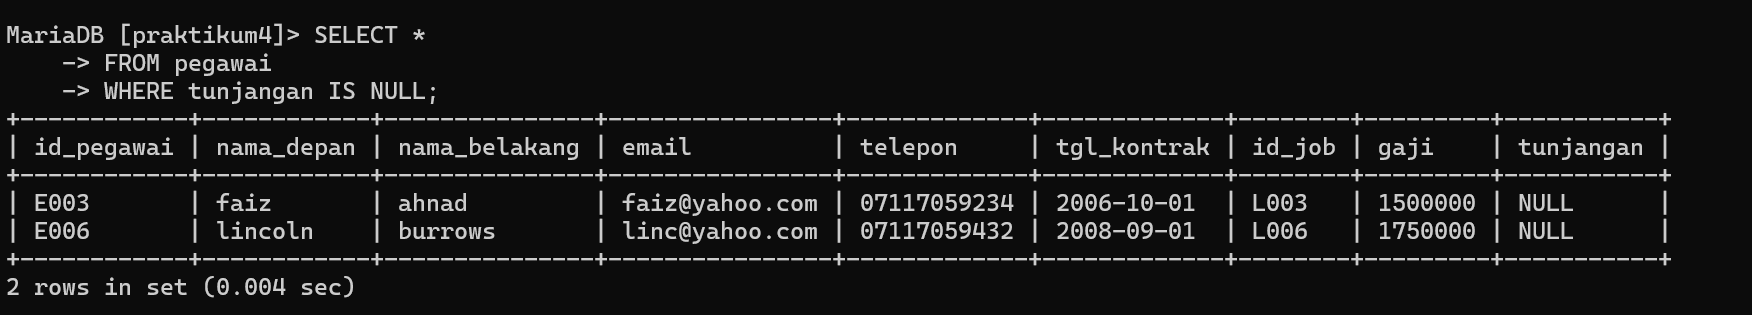 MariaDB [praktikum4]> SELECT *
    -> FROM pegawai
    -> WHERE tunjangan IS NULL;
+------------+------------+---------------+----------------+-------------+-------------+--------+---------+-----------+
| id_pegawai | nama_depan | nama_belakang | email          | telepon     | tgl_kontrak | id_job | gaji    | tunjangan |
+------------+------------+---------------+----------------+-------------+-------------+--------+---------+-----------+
| E003       | faiz       | ahnad         | faiz@yahoo.com | 07117059234 | 2006-10-01  | L003   | 1500000 | NULL      |
| E006       | lincoln    | burrows       | linc@yahoo.com | 07117059432 | 2008-09-01  | L006   | 1750000 | NULL      |
+------------+------------+---------------+----------------+-------------+-------------+--------+---------+-----------+
2 rows in set (0.004 sec)